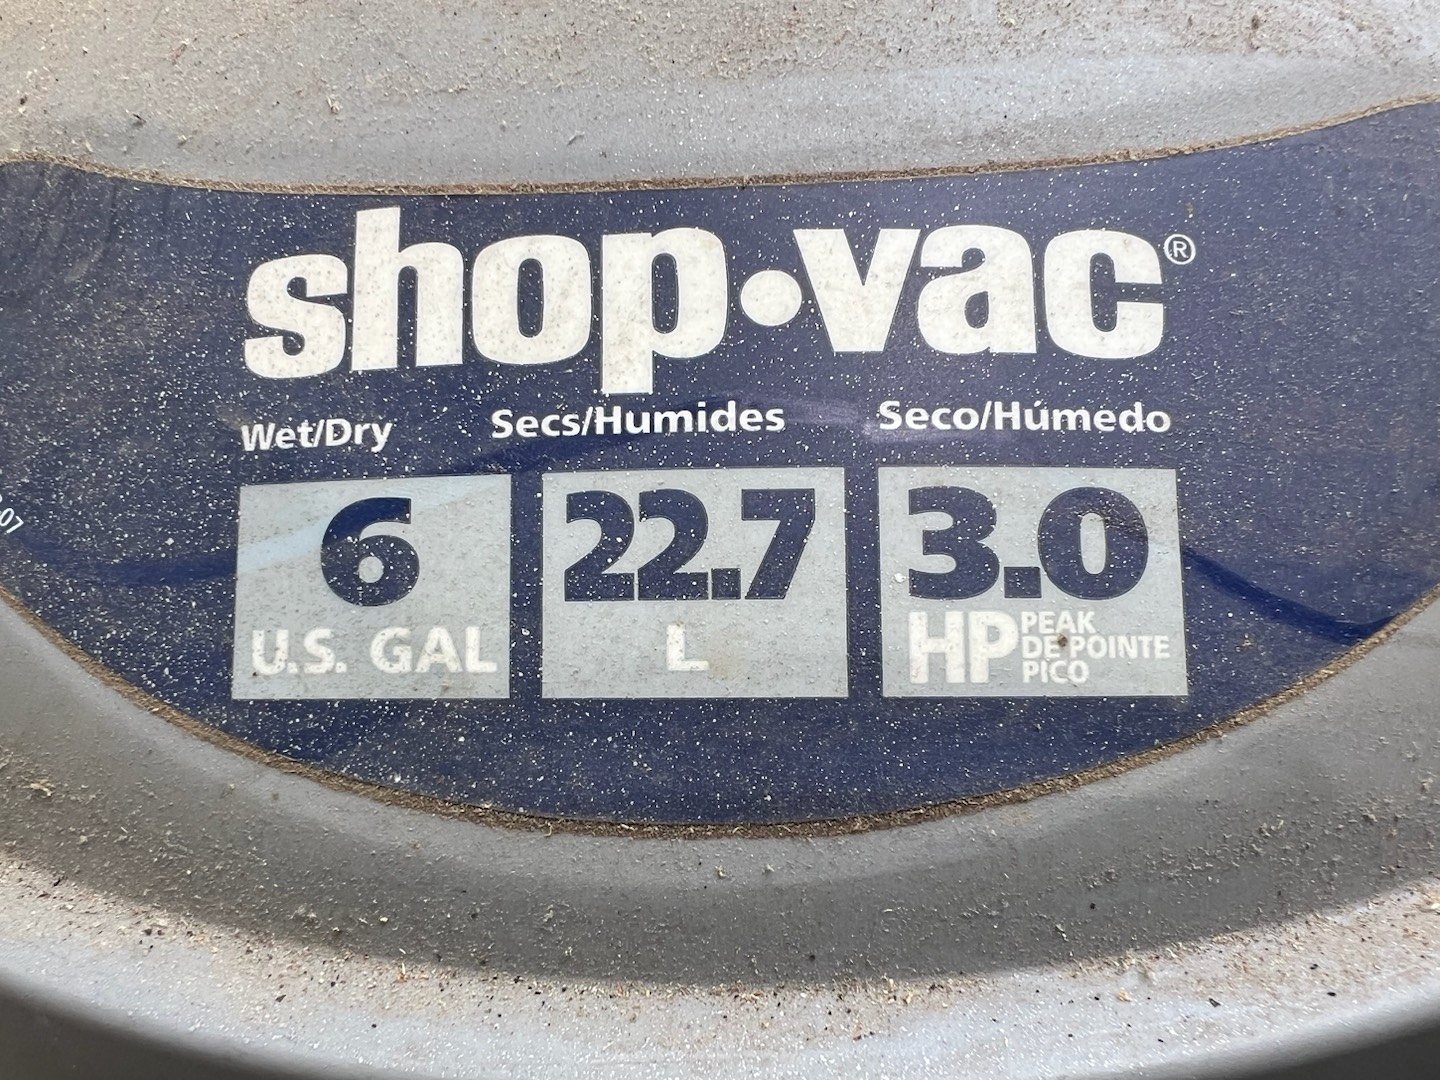 shop•vac®
Wet/Dry Secs/Humides Seco/Húmedo
6 22.7 3.0
U.S. GAL L HP PEAK
DE POINTE
PICO